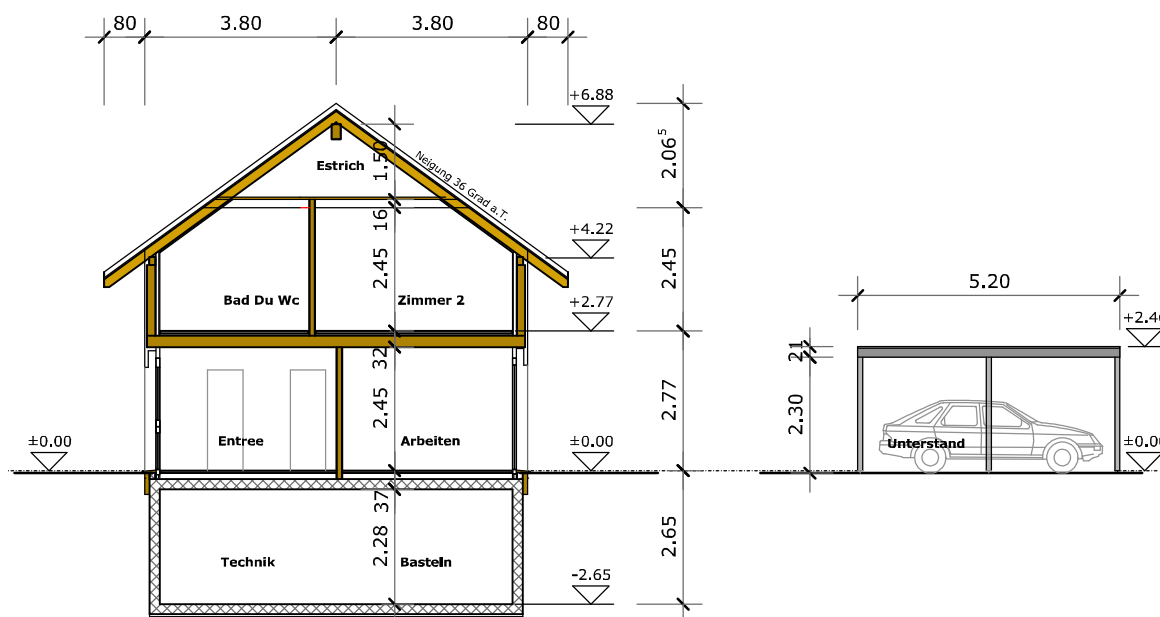 80 3.80 3.80 80
+6.88
2.06⁵
1.50
Estrich
Neigung 36 Grad a.T.
16
+4.22
2.45
2.45
Bad Du Wc
Zimmer 2
+2.77
5.20
32
21
2.45
2.77
2.30
Entree
Arbeiten
Unterstand
±0.00
±0.00
37
2.28
2.65
Technik
Basteln
-2.65